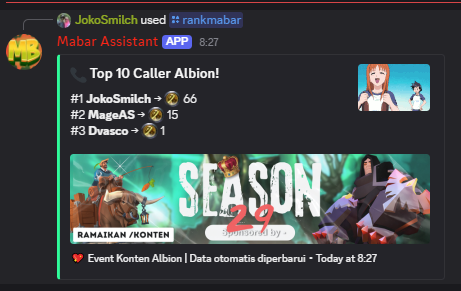 JokoSmilch used rankmabar
MB
Mabar Assistant APP 8:27
Top 10 Caller Albion!
#1 JokoSmilch → 66
#2 MageAS → 15
#3 Dvasco → 1
SEASON
29
Sponsored by -
RAMAIKAN /KONTEN
Event Konten Albion | Data otomatis diperbarui • Today at 8:27